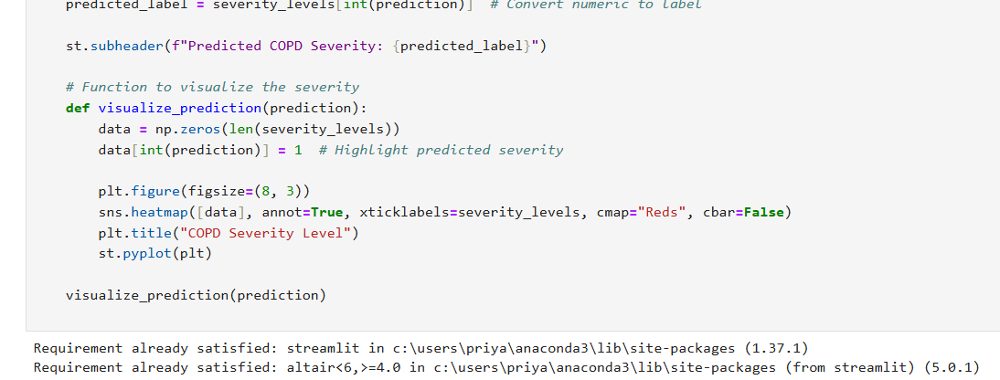 predicted_label = severity_levels[int(prediction)]  # Convert numeric to label
st.subheader(f"Predicted COPD Severity: {predicted_label}")
# Function to visualize the severity
def visualize_prediction(prediction):
    data = np.zeros(len(severity_levels))
    data[int(prediction)] = 1  # Highlight predicted severity
    plt.figure(figsize=(8, 3))
    sns.heatmap([data], annot=True, xticklabels=severity_levels, cmap="Reds", cbar=False)
    plt.title("COPD Severity Level")
    st.pyplot(plt)
visualize_prediction(prediction)
Requirement already satisfied: streamlit in c:\users\priya\anaconda3\lib\site-packages (1.37.1)
Requirement already satisfied: altair<6,>=4.0 in c:\users\priya\anaconda3\lib\site-packages (from streamlit) (5.0.1)